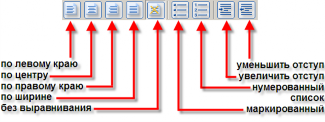 по левому краю
по центру
по правому краю
по ширине
без выравнивания
уменьшить отступ
увеличить отступ
нумерованный
список
маркированный